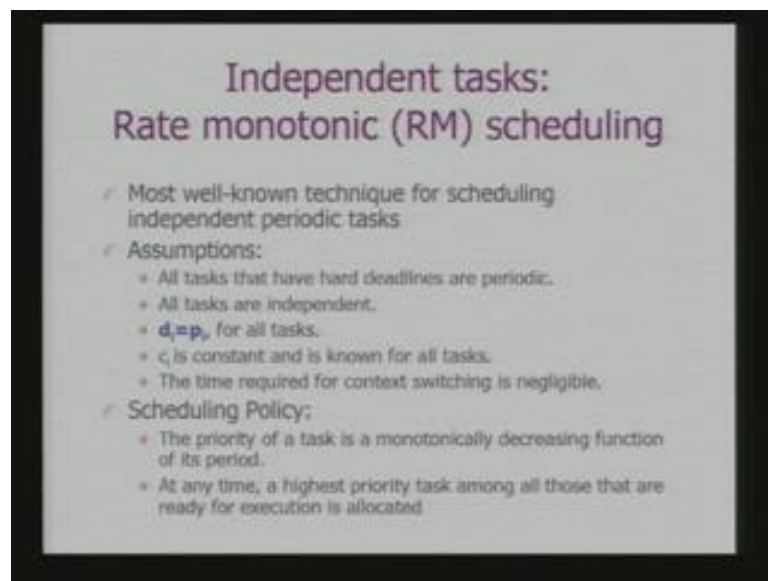 Independent tasks:
Rate monotonic (RM) scheduling
Most well-known technique for scheduling
independent periodic tasks
Assumptions:
All tasks that have hard deadlines are periodic.
All tasks are independent.
dᵢ=pᵢ, for all tasks.
cᵢ is constant and is known for all tasks.
The time required for context switching is negligible.
Scheduling Policy:
The priority of a task is a monotonically decreasing function
of its period.
At any time, a highest priority task among all those that are
ready for execution is allocated